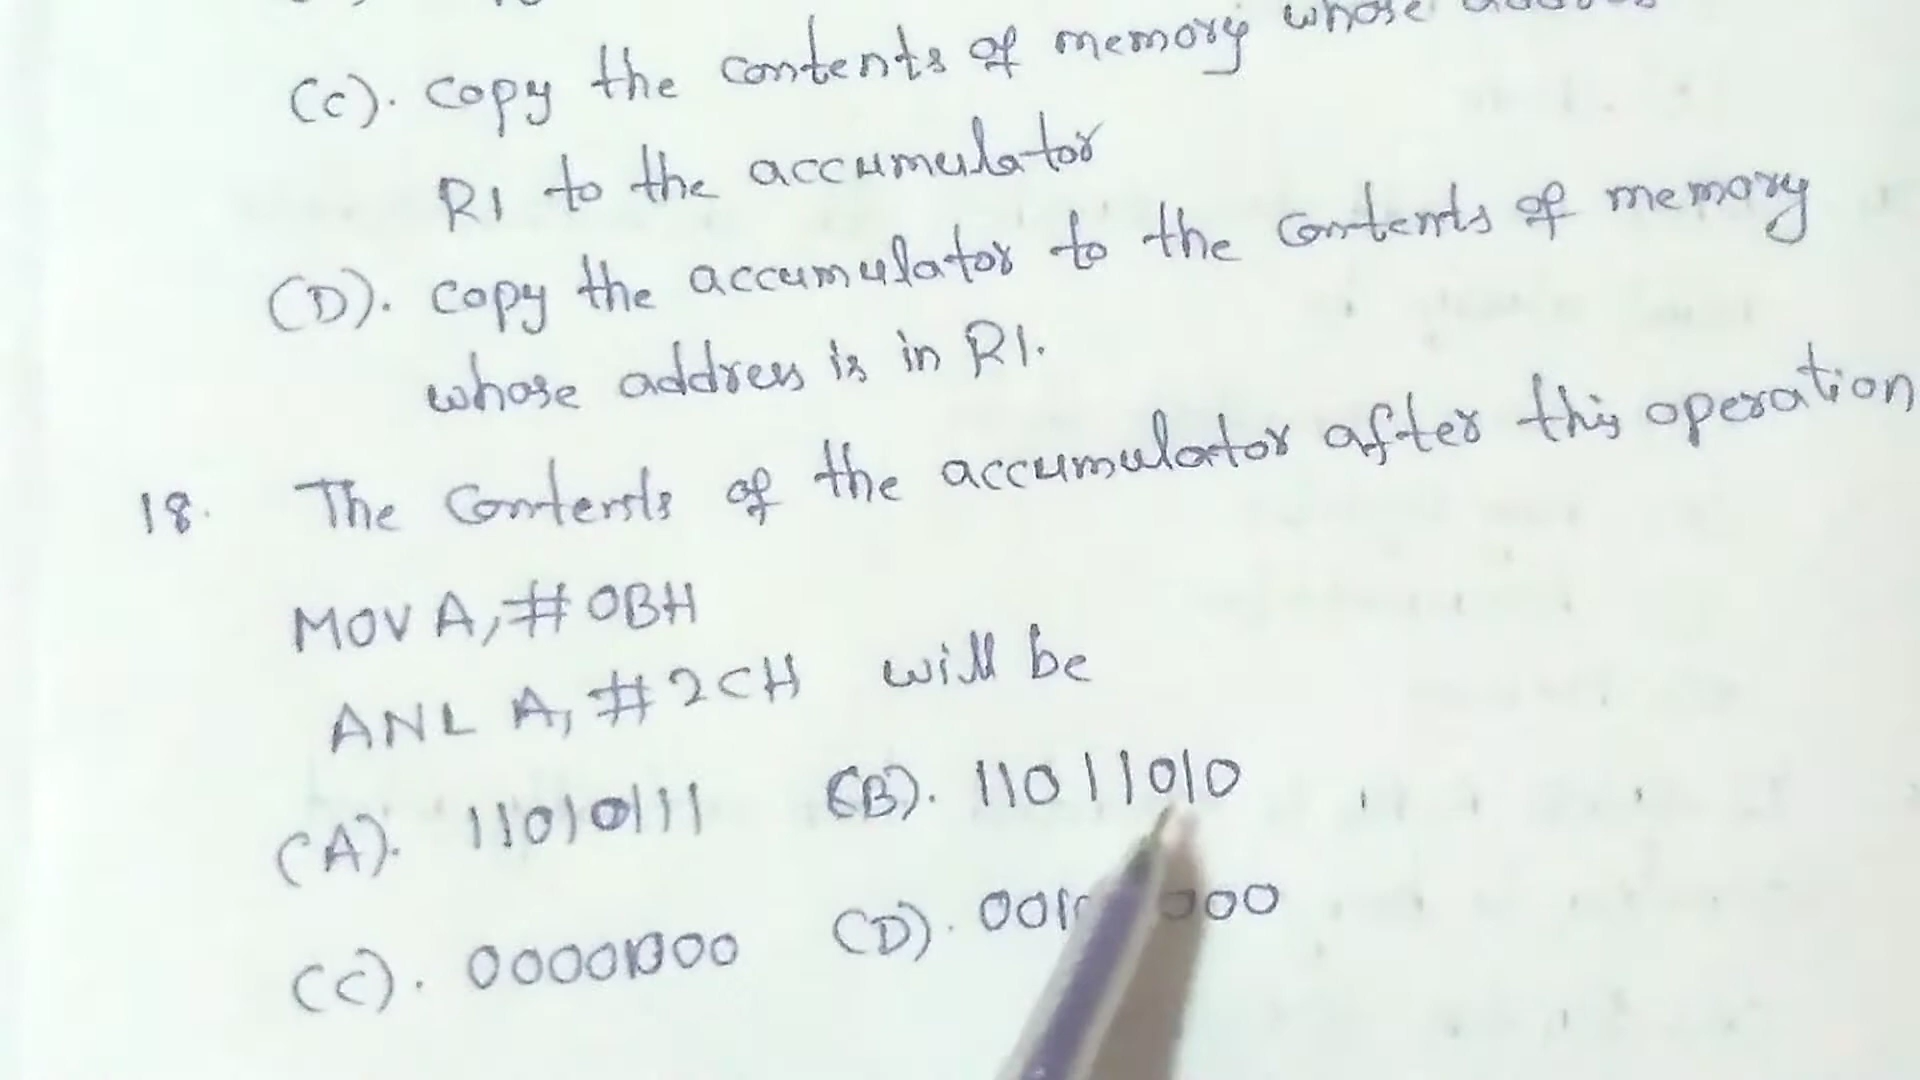 (C). copy the contents of memory whose
R1 to the accumulator
(D). copy the accumulator to the contents of memory
whose address is in R1.
18. The contents of the accumulator after this operation
MOV A, # 0BH
ANL A, # 2CH will be
(A). 11010111 (B). 11011010
(C). 00001000 (D).